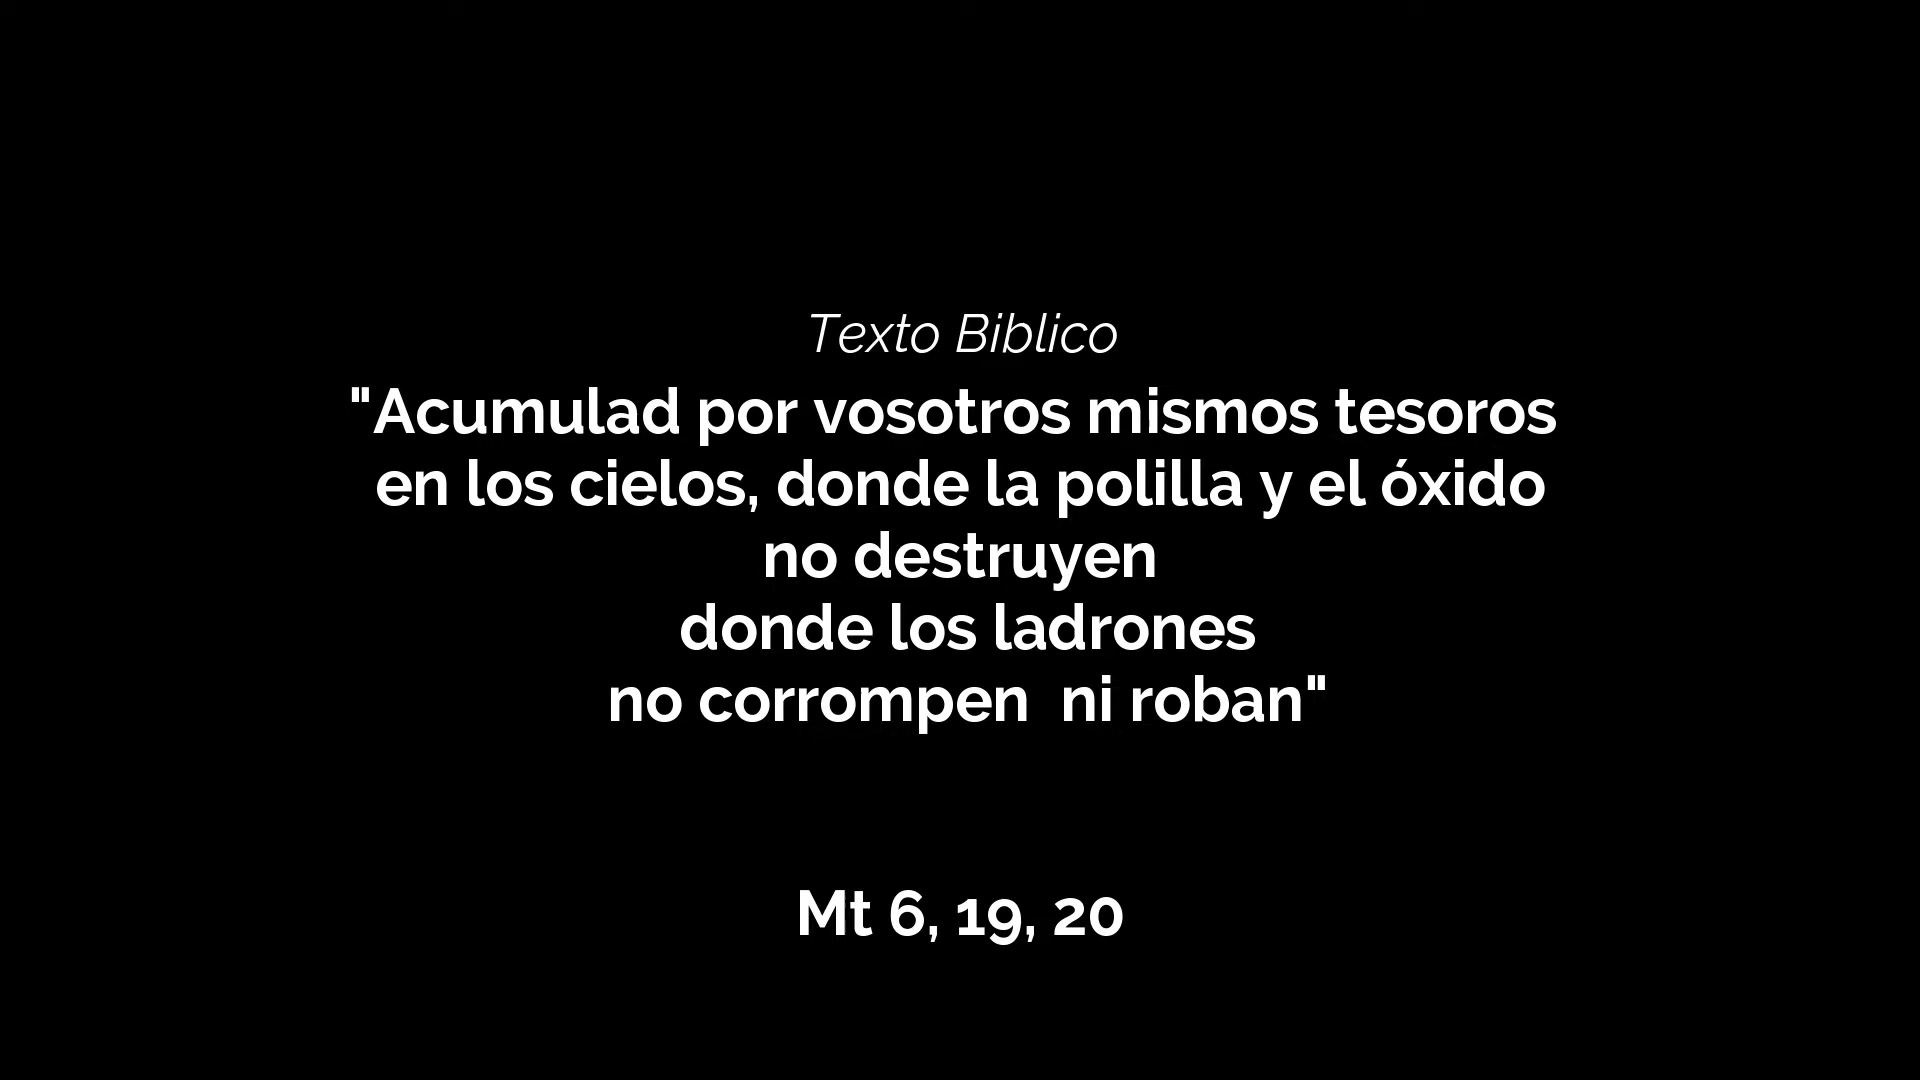 Texto Biblico
"Acumulad por vosotros mismos tesoros
en los cielos, donde la polilla y el óxido
no destruyen
donde los ladrones
no corrompen  ni roban"
Mt 6, 19, 20